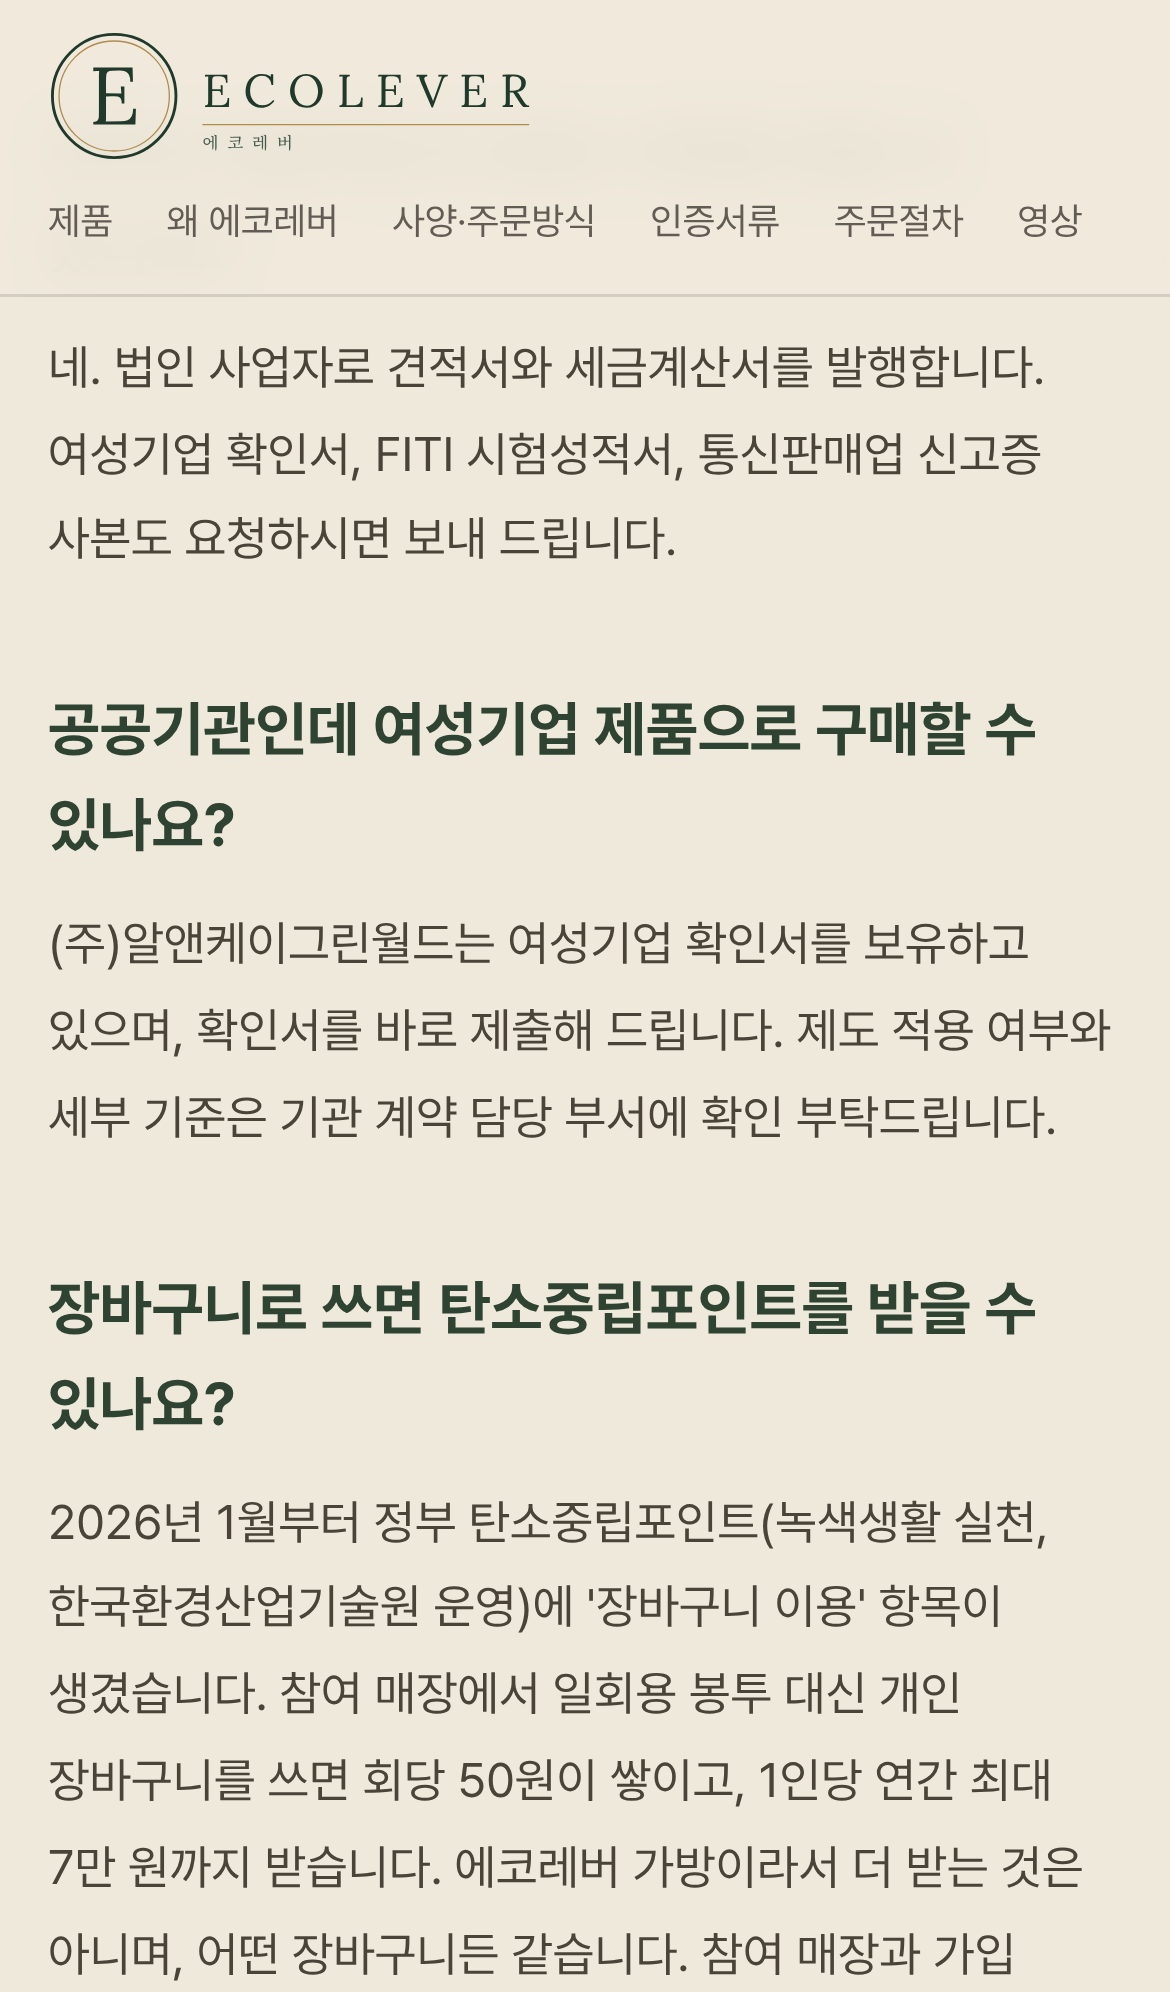 E
ECOLEVER
에코레버
제품 왜 에코레버 사양·주문방식 인증서류 주문절차 영상
네. 법인 사업자로 견적서와 세금계산서를 발행합니다.
여성기업 확인서, FITI 시험성적서, 통신판매업 신고증
사본도 요청하시면 보내 드립니다.
공공기관인데 여성기업 제품으로 구매할 수
있나요?
(주)알앤케이그린월드는 여성기업 확인서를 보유하고
있으며, 확인서를 바로 제출해 드립니다. 제도 적용 여부와
세부 기준은 기관 계약 담당 부서에 확인 부탁드립니다.
장바구니로 쓰면 탄소중립포인트를 받을 수
있나요?
2026년 1월부터 정부 탄소중립포인트(녹색생활 실천,
한국환경산업기술원 운영)에 '장바구니 이용' 항목이
생겼습니다. 참여 매장에서 일회용 봉투 대신 개인
장바구니를 쓰면 회당 50원이 쌓이고, 1인당 연간 최대
7만 원까지 받습니다. 에코레버 가방이라서 더 받는 것은
아니며, 어떤 장바구니든 같습니다. 참여 매장과 가입